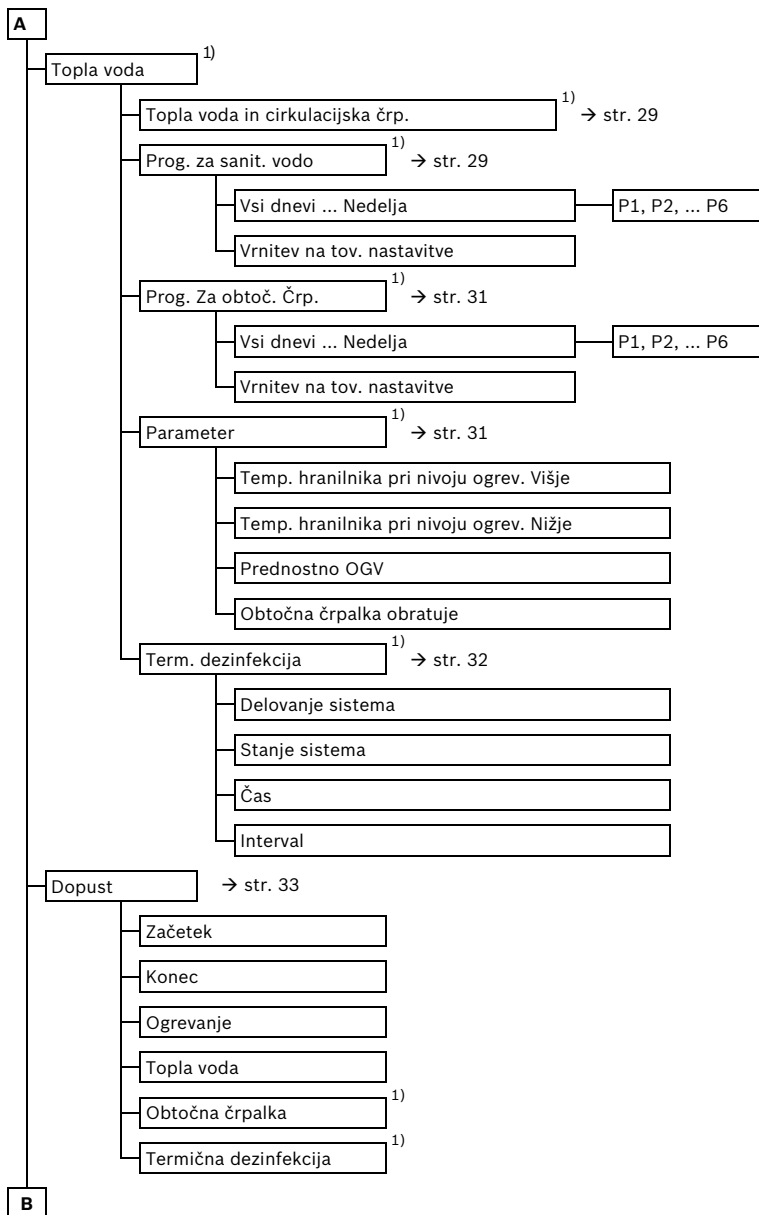 A
Topla voda 1)
Topla voda in cirkulacijska črp. 1) → str. 29
Prog. za sanit. vodo 1) → str. 29
Vsi dnevi ... Nedelja P1, P2, ... P6
Vrnitev na tov. nastavitve
Prog. Za obtoč. Črp. 1) → str. 31
Vsi dnevi ... Nedelja P1, P2, ... P6
Vrnitev na tov. nastavitve
Parameter 1) → str. 31
Temp. hranilnika pri nivoju ogrev. Višje
Temp. hranilnika pri nivoju ogrev. Nižje
Prednostno OGV
Obtočna črpalka obratuje
Term. dezinfekcija 1) → str. 32
Delovanje sistema
Stanje sistema
Čas
Interval
Dopust → str. 33
Začetek
Konec
Ogrevanje
Topla voda
Obtočna črpalka 1)
Termična dezinfekcija 1)
B